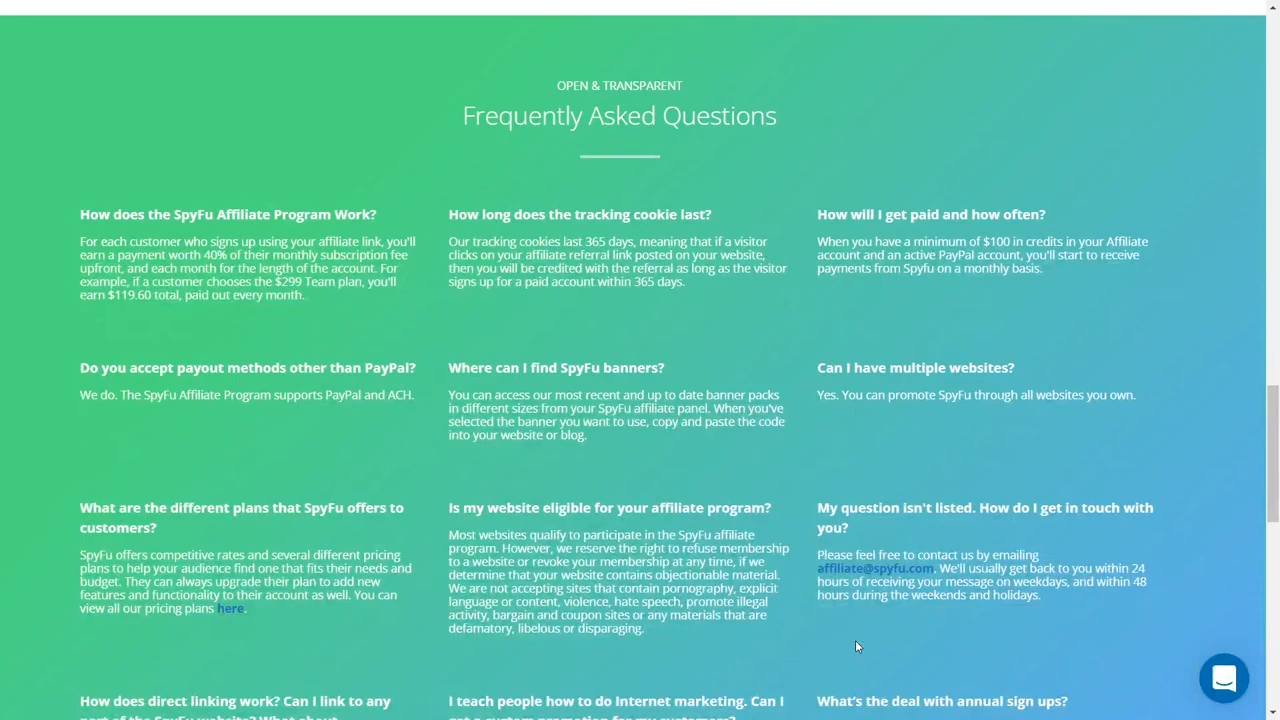 OPEN & TRANSPARENT
Frequently Asked Questions
How does the SpyFu Affiliate Program Work?
For each customer who signs up using your affiliate link, you'll
earn a payment worth 40% of their monthly subscription fee
upfront, and each month for the length of the account. For
example, if a customer chooses the $299 Team plan, you'll
earn $119.60 total, paid out every month.
How long does the tracking cookie last?
Our tracking cookies last 365 days, meaning that if a visitor
clicks on your affiliate referral link posted on your website,
then you will be credited with the referral as long as the visitor
signs up for a paid account within 365 days.
How will I get paid and how often?
When you have a minimum of $100 in credits in your Affiliate
account and an active PayPal account, you'll start to receive
payments from Spyfu on a monthly basis.
Do you accept payout methods other than PayPal?
We do. The SpyFu Affiliate Program supports PayPal and ACH.
Where can I find SpyFu banners?
You can access our most recent and up to date banner packs
in different sizes from your SpyFu affiliate panel. When you've
selected the banner you want to use, copy and paste the code
into your website or blog.
Can I have multiple websites?
Yes. You can promote SpyFu through all websites you own.
What are the different plans that SpyFu offers to
customers?
SpyFu offers competitive rates and several different pricing
plans to help your audience find one that fits their needs and
budget. They can always upgrade their plan to add new
features and functionality to their account as well. You can
view all our pricing plans here.
Is my website eligible for your affiliate program?
Most websites qualify to participate in the SpyFu affiliate
program. However, we reserve the right to refuse membership
to a website or revoke your membership at any time, if we
determine that your website contains objectionable material.
We are not accepting sites that contain pornography, explicit
language or content, violence, hate speech, promote illegal
activity, bargain and coupon sites or any materials that are
defamatory, libelous or disparaging.
My question isn't listed. How do I get in touch with
you?
Please feel free to contact us by emailing
affiliate@spyfu.com. We'll usually get back to you within 24
hours of receiving your message on weekdays, and within 48
hours during the weekends and holidays.
How does direct linking work? Can I link to any
part of the SpyFu website? What about
I teach people how to do Internet marketing. Can I
get a custom promotion for my customers?
What's the deal with annual sign ups?